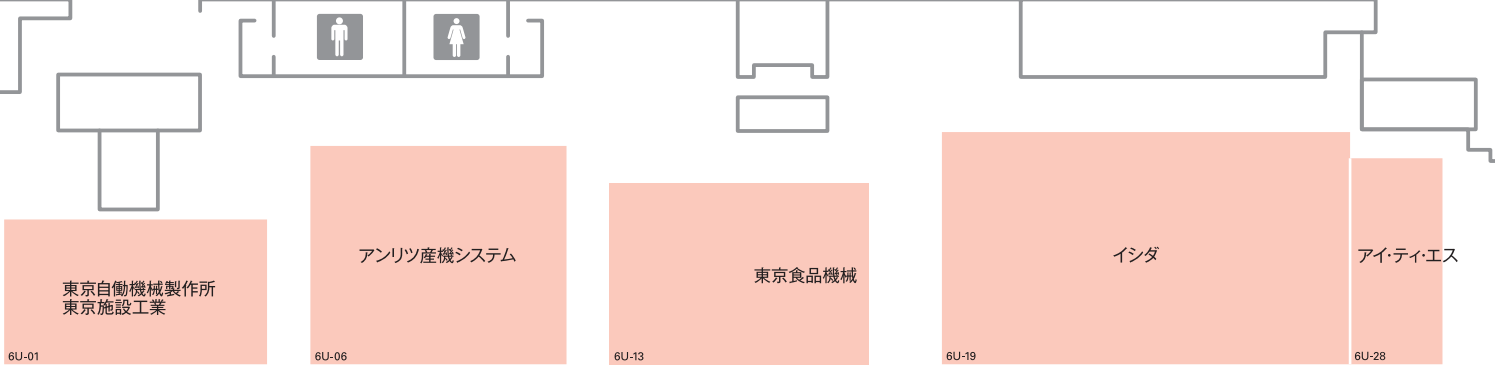 東京自働機械製作所
東京施設工業
6U-01
アンリツ産機システム
6U-06
東京食品機械
6U-13
イシダ
6U-19
アイ・ティ・エス
6U-28